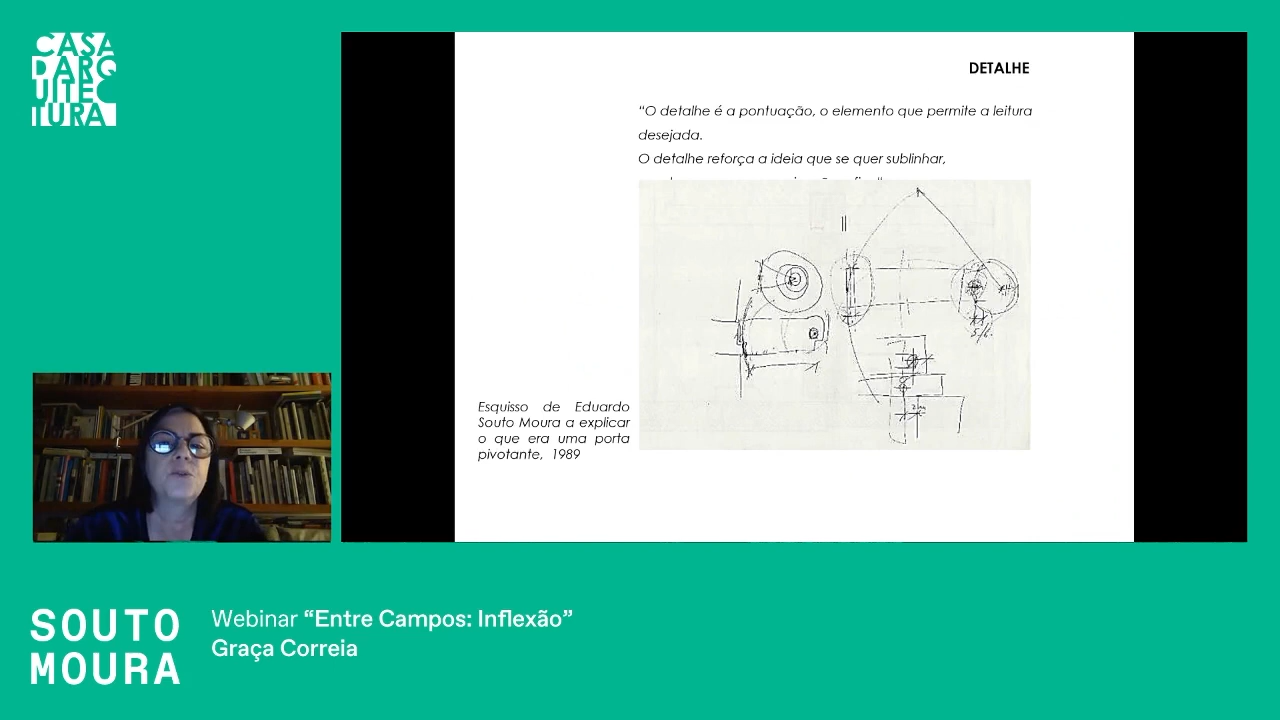 CASA
DARQ
UITEC
TURA
DETALHE
“O detalhe é a pontuação, o elemento que permite a leitura
desejada.
O detalhe reforça a ideia que se quer sublinhar,
Esquisso de Eduardo
Souto Moura a explicar
o que era uma porta
pivotante, 1989
SOUTO
MOURA
Webinar “Entre Campos: Inflexão”
Graça Correia